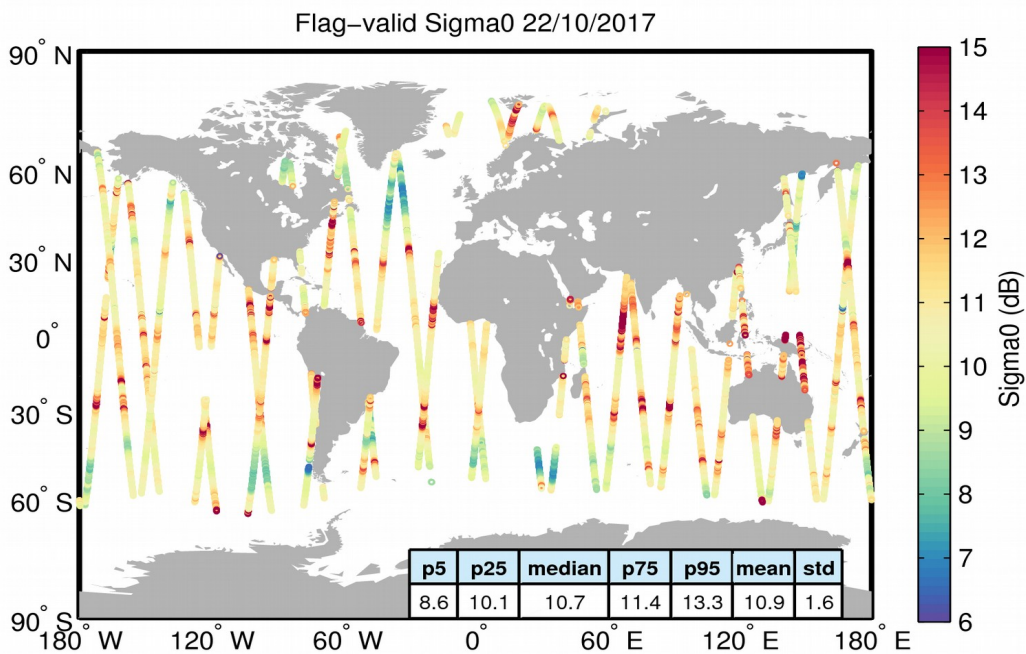 Flag−valid Sigma0 22/10/2017
90° N
60° N
30° N
0°
30° S
60° S
90° S
180° W
120° W
60° W
0°
60° E
120° E
180° E
p5 p25 median p75 p95 mean std
8.6 10.1 10.7 11.4 13.3 10.9 1.6
15
14
13
12
11
10
9
8
7
6
Sigma0 (dB)